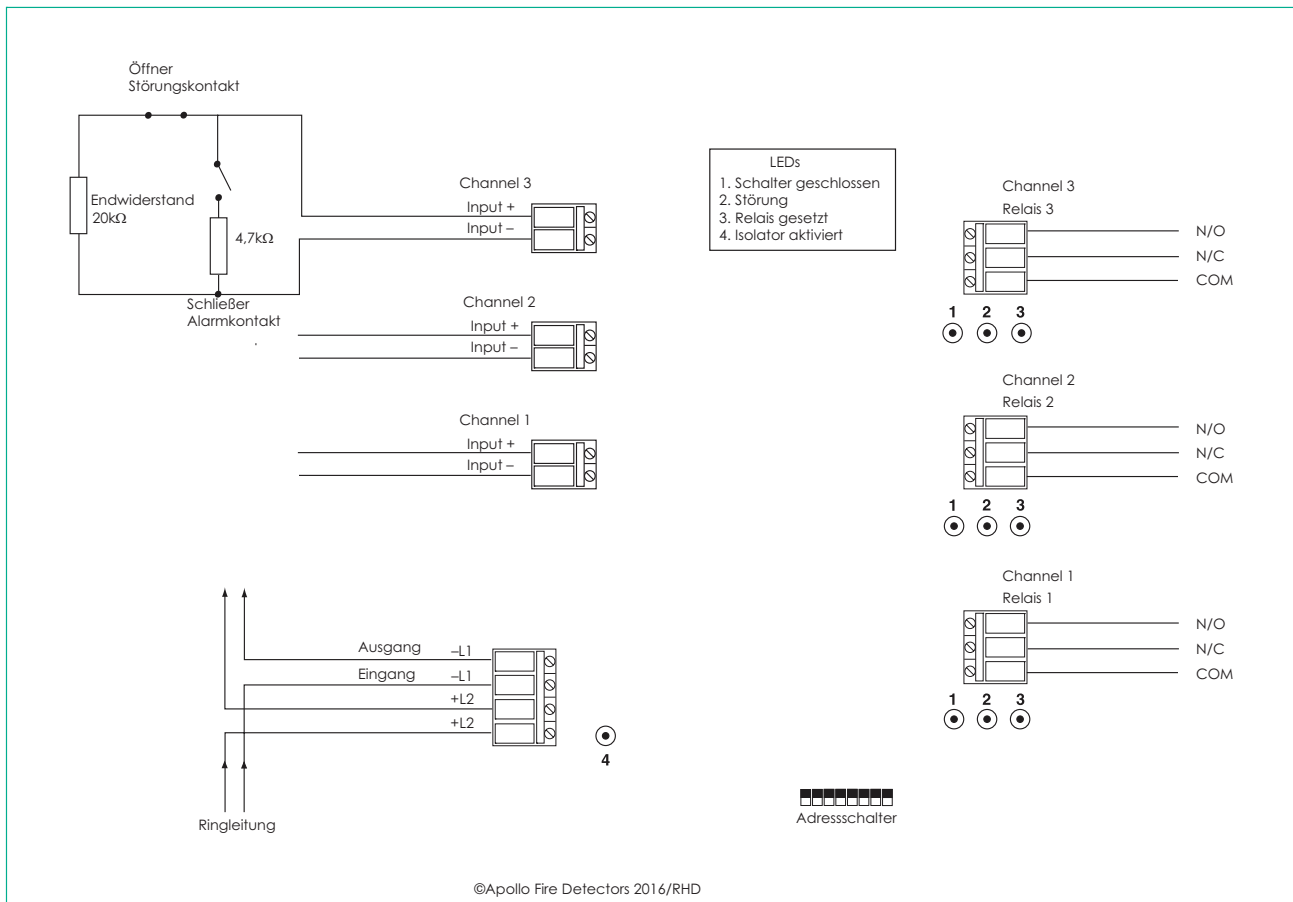 Öffner
Störungskontakt
Endwiderstand
20kΩ
4,7kΩ
Schließer
Alarmkontakt
Channel 3
Input +
Input –
Channel 2
Input +
Input –
Channel 1
Input +
Input –
Ausgang –L1
Eingang –L1
+L2
+L2
4
Ringleitung
LEDs
1. Schalter geschlossen
2. Störung
3. Relais gesetzt
4. Isolator aktiviert
Channel 3
Relais 3
N/O
N/C
COM
1 2 3
Channel 2
Relais 2
N/O
N/C
COM
1 2 3
Channel 1
Relais 1
N/O
N/C
COM
1 2 3
Adressschalter
©Apollo Fire Detectors 2016/RHD